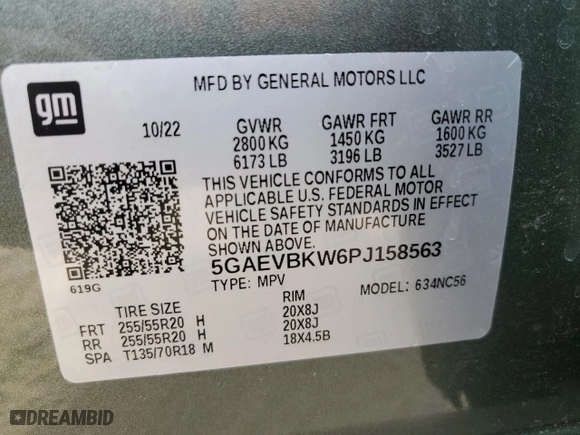 gm
MFD BY GENERAL MOTORS LLC
10/22 GVWR GAWR FRT GAWR RR
2800 KG 1450 KG 1600 KG
6173 LB 3196 LB 3527 LB
THIS VEHICLE CONFORMS TO ALL
APPLICABLE U.S. FEDERAL MOTOR
VEHICLE SAFETY STANDARDS IN EFFECT
ON THE DATE OF MANUFACTURE
SHOWN ABOVE.
5GAEVBKW6PJ158563
619G
TYPE: MPV MODEL: 634NC56
TIRE SIZE RIM
FRT 255/55R20 H 20X8J
RR 255/55R20 H 20X8J
SPA T135/70R18 M 18X4.5B
DREAMBID